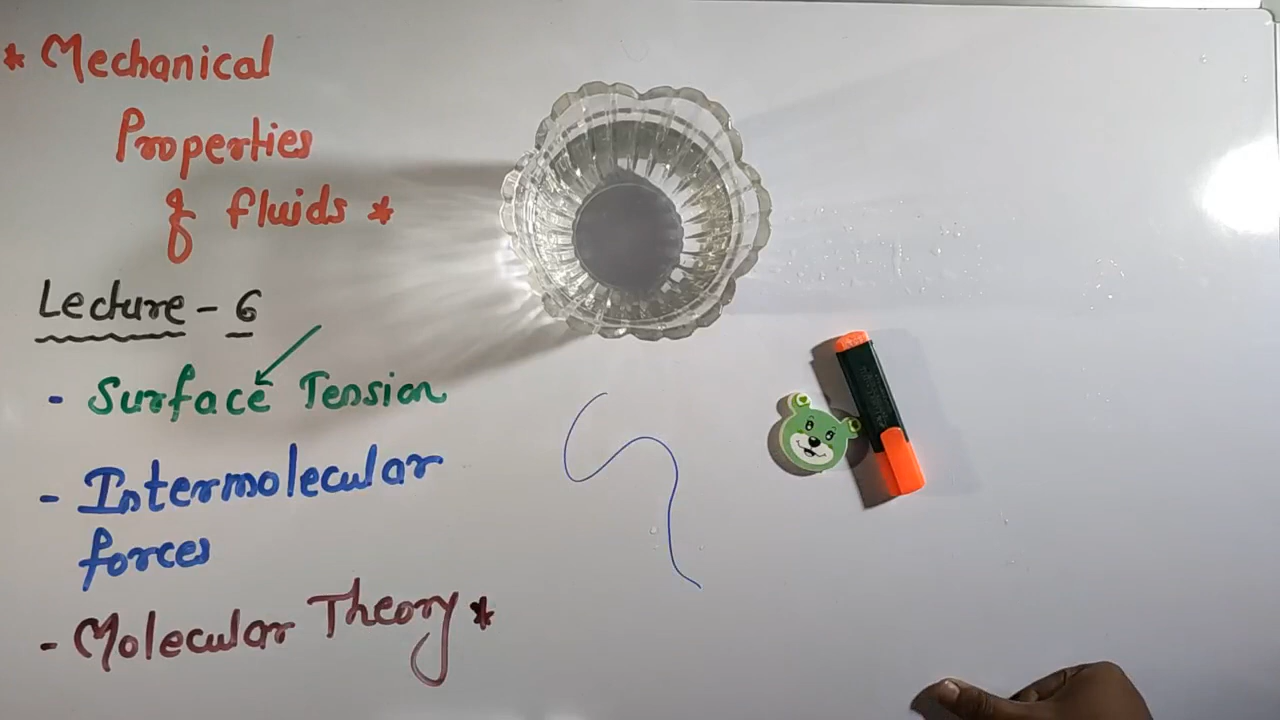 * Mechanical
Properties
of fluids *
Lecture - 6
- Surface Tension
- Intermolecular
forces
- Molecular Theory *